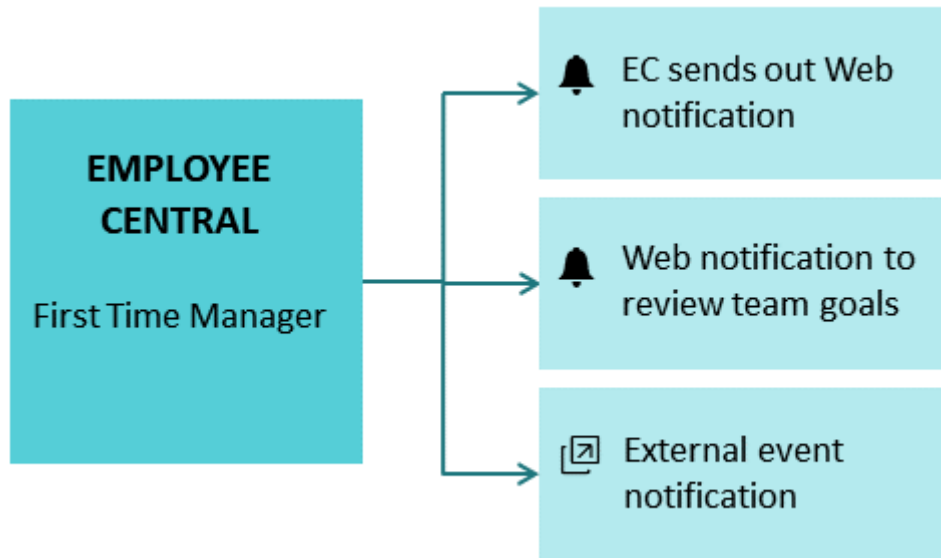 EMPLOYEE
CENTRAL
First Time Manager
EC sends out Web
notification
Web notification to
review team goals
External event
notification